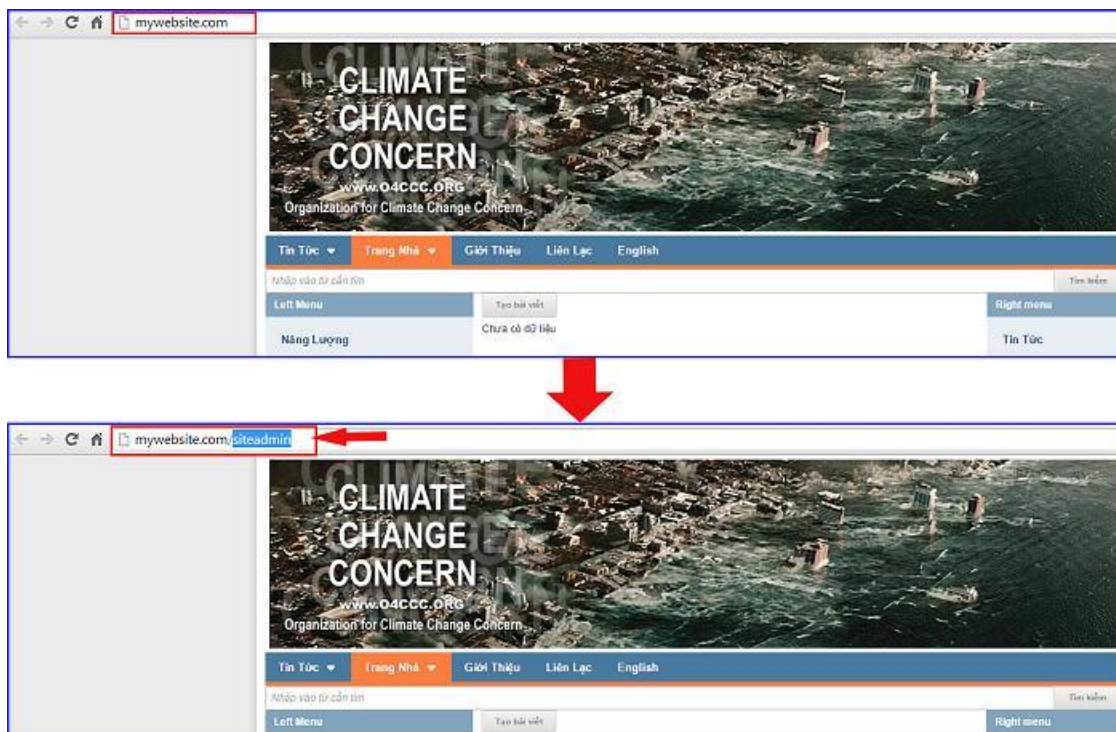 mywebsite.com
CLIMATE
CHANGE
CONCERN
www.O4CCC.ORG
Organization for Climate Change Concern
Tin Tức Trang Nhà Giới Thiệu Liên Lạc English
Nhập vào từ cần tìm Tìm kiếm
Left Menu Tạo bài viết Right menu
Chưa có dữ liệu
Năng Lượng Tin Tức
mywebsite.com/siteadmin
CLIMATE
CHANGE
CONCERN
www.O4CCC.ORG
Organization for Climate Change Concern
Tin Tức Trang Nhà Giới Thiệu Liên Lạc English
Nhập vào từ cần tìm Tìm kiếm
Left Menu Tạo bài viết Right menu